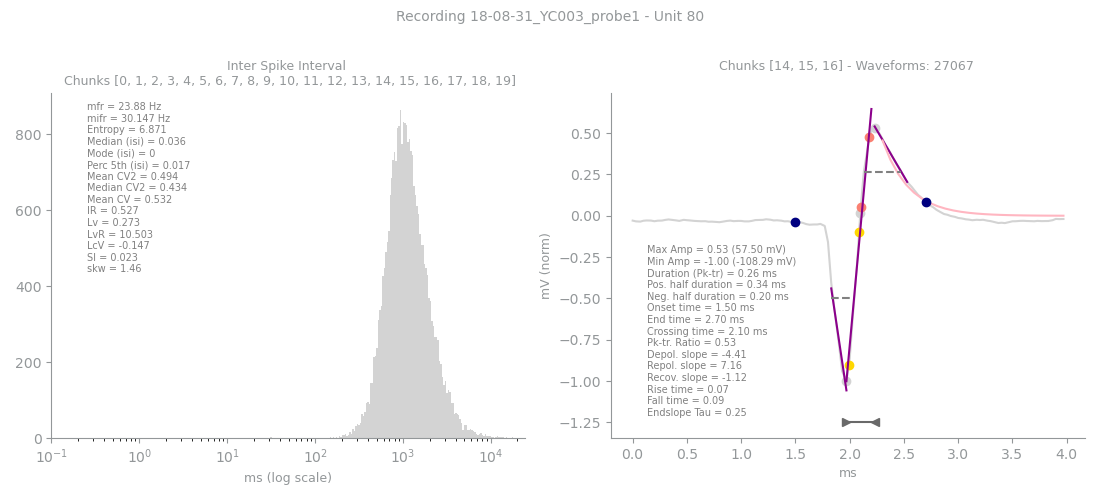 Recording 18-08-31_YC003_probe1 - Unit 80
Inter Spike Interval
Chunks [0, 1, 2, 3, 4, 5, 6, 7, 8, 9, 10, 11, 12, 13, 14, 15, 16, 17, 18, 19]
mfr = 23.88 Hz
mifr = 30.147 Hz
Entropy = 6.871
Median (isi) = 0.036
Mode (isi) = 0
Perc 5th (isi) = 0.017
Mean CV2 = 0.494
Median CV2 = 0.434
Mean CV = 0.532
IR = 0.527
Lv = 0.273
LvR = 10.503
LcV = -0.147
SI = 0.023
skw = 1.46
800
600
400
200
0
10⁻¹ 10⁰ 10¹ 10² 10³ 10⁴
ms (log scale)
Chunks [14, 15, 16] - Waveforms: 27067
mV (norm)
0.50
0.25
0.00
−0.25
−0.50
−0.75
−1.00
−1.25
Max Amp = 0.53 (57.50 mV)
Min Amp = -1.00 (-108.29 mV)
Duration (Pk-tr) = 0.26 ms
Pos. half duration = 0.34 ms
Neg. half duration = 0.20 ms
Onset time = 1.50 ms
End time = 2.70 ms
Crossing time = 2.10 ms
Pk-tr. Ratio = 0.53
Depol. slope = -4.41
Repol. slope = 7.16
Recov. slope = -1.12
Rise time = 0.07
Fall time = 0.09
Endslope Tau = 0.25
0.0 0.5 1.0 1.5 2.0 2.5 3.0 3.5 4.0
ms